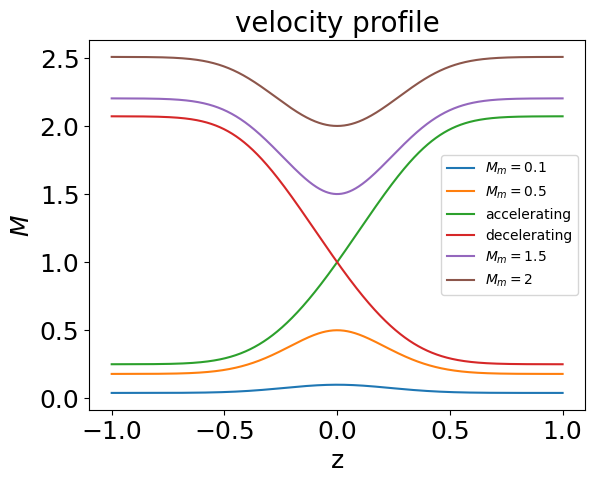 velocity profile
2.5
2.0
1.5
1.0
0.5
0.0
M
M_m = 0.1
M_m = 0.5
accelerating
decelerating
M_m = 1.5
M_m = 2
−1.0 −0.5 0.0 0.5 1.0
z